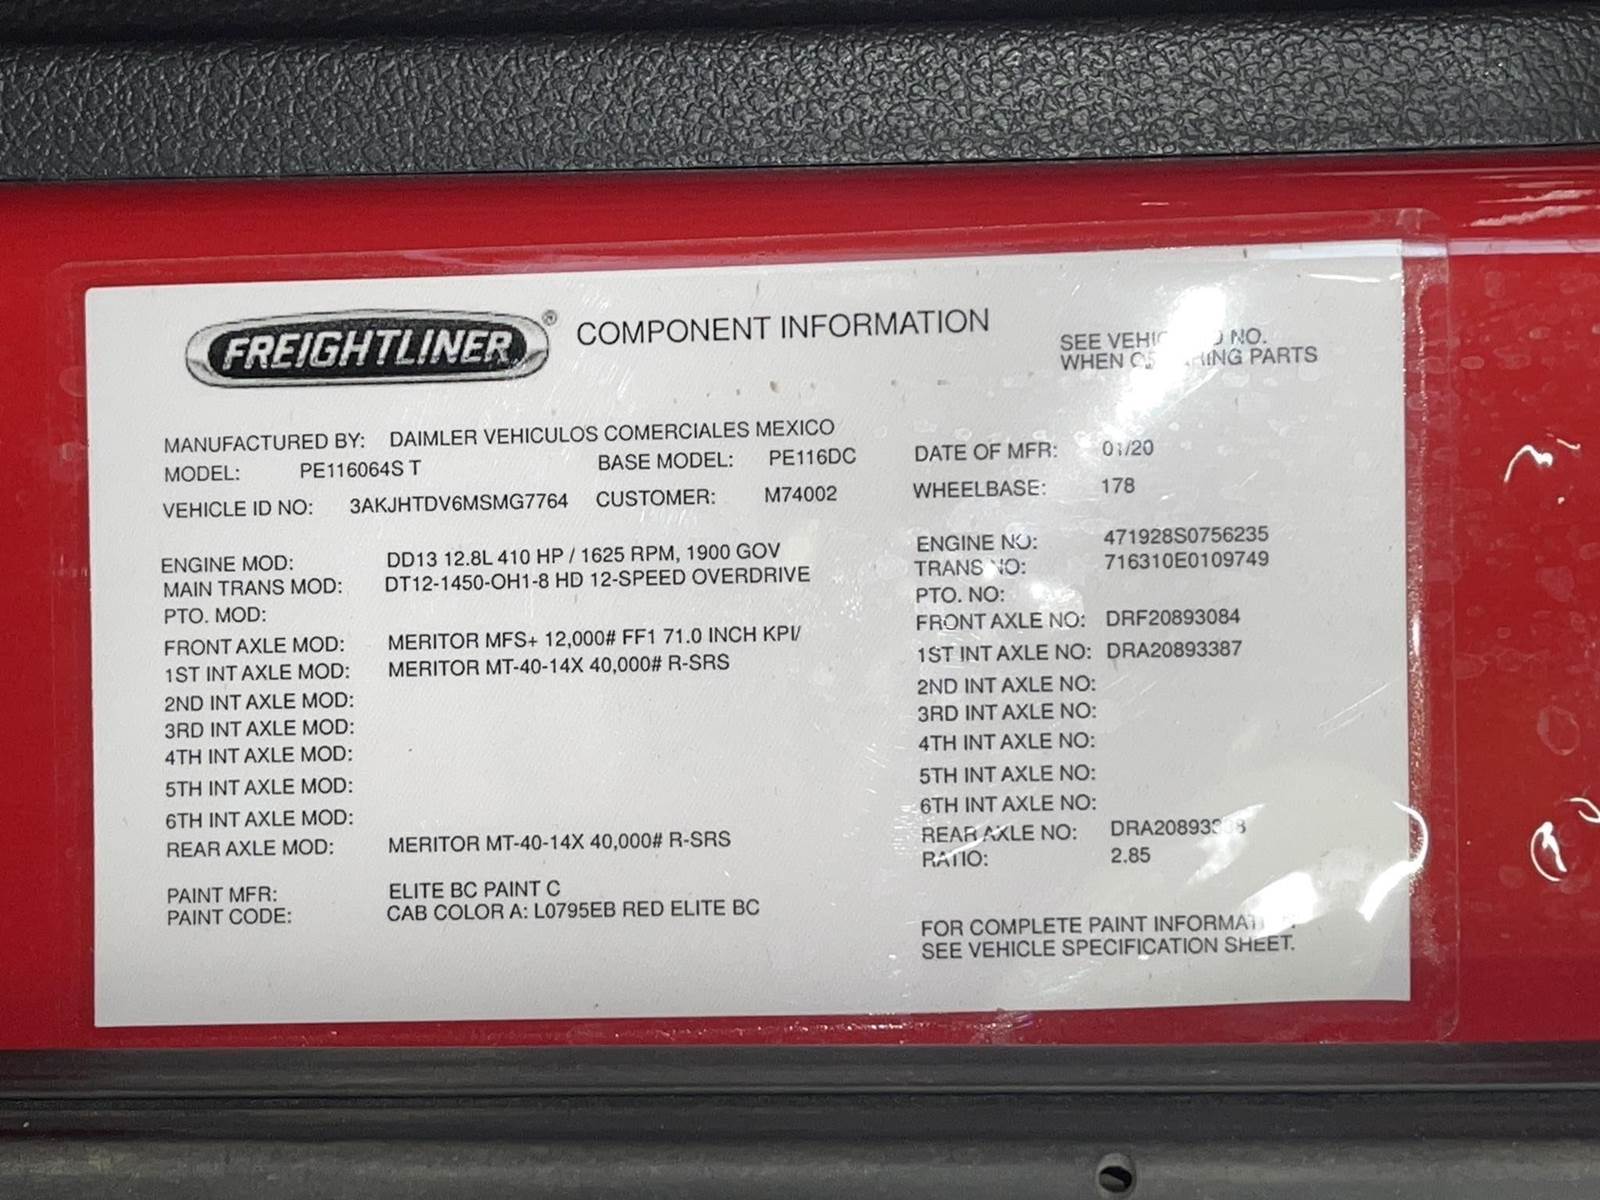 FREIGHTLINER®
COMPONENT INFORMATION
SEE NO.
WHEN PARTS
MANUFACTURED BY: DAIMLER VEHICULOS COMERCIALES MEXICO
MODEL: PE116064S T BASE MODEL: PE116DC DATE OF MFR: 01/20
VEHICLE ID NO: 3AKJHTDV6MSMG7764 CUSTOMER: M74002 WHEELBASE: 178
ENGINE MOD: DD13 12.8L 410 HP / 1625 RPM, 1900 GOV ENGINE NO: 471928S0756235
MAIN TRANS MOD: DT12-1450-OH1-8 HD 12-SPEED OVERDRIVE TRANS NO: 716310E0109749
PTO. MOD: PTO. NO:
FRONT AXLE MOD: MERITOR MFS+ 12,000# FF1 71.0 INCH KPI/ FRONT AXLE NO: DRF20893084
1ST INT AXLE MOD: MERITOR MT-40-14X 40,000# R-SRS 1ST INT AXLE NO: DRA20893387
2ND INT AXLE MOD: 2ND INT AXLE NO:
3RD INT AXLE MOD: 3RD INT AXLE NO:
4TH INT AXLE MOD: 4TH INT AXLE NO:
5TH INT AXLE MOD: 5TH INT AXLE NO:
6TH INT AXLE MOD: 6TH INT AXLE NO:
REAR AXLE MOD: MERITOR MT-40-14X 40,000# R-SRS REAR AXLE NO:
RATIO: 2.85
PAINT MFR: ELITE BC PAINT C
PAINT CODE: CAB COLOR A: L0795EB RED ELITE BC
FOR COMPLETE PAINT
SEE VEHICLE SPECIFICATION SHEET.